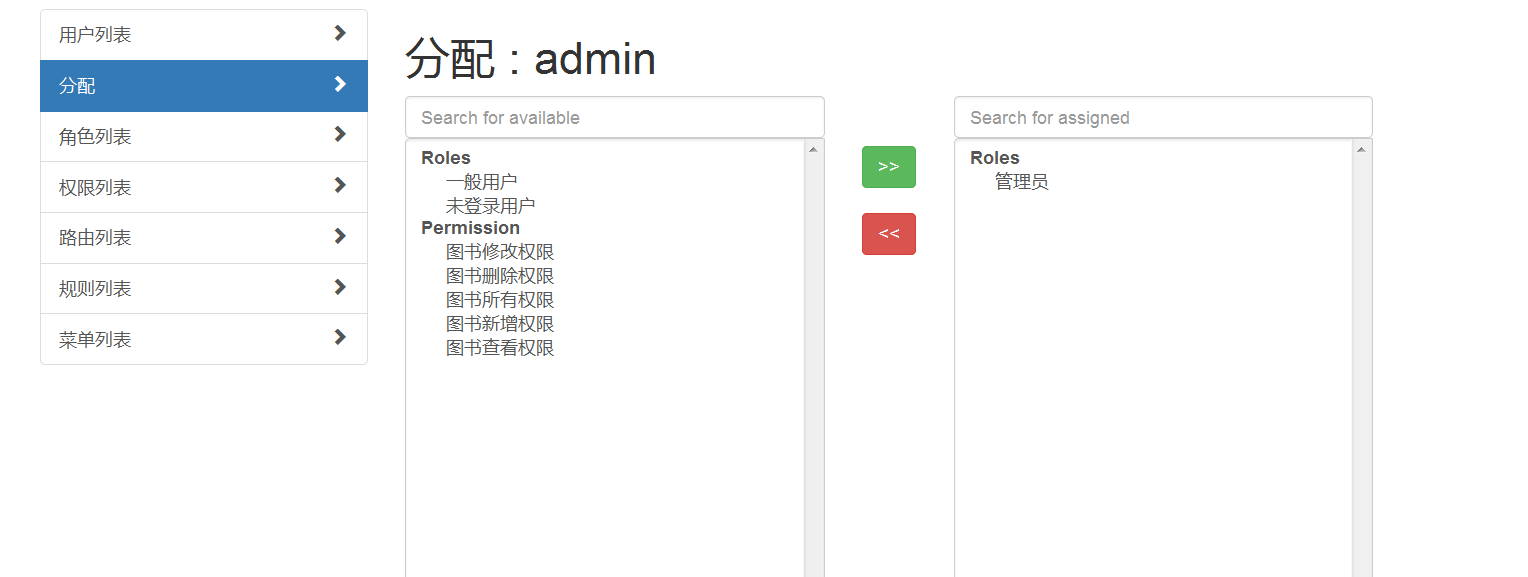 用户列表
分配
角色列表
权限列表
路由列表
规则列表
菜单列表
分配 : admin
Search for available
Roles
一般用户
未登录用户
Permission
图书修改权限
图书删除权限
图书所有权限
图书新增权限
图书查看权限
>>
<<
Search for assigned
Roles
管理员